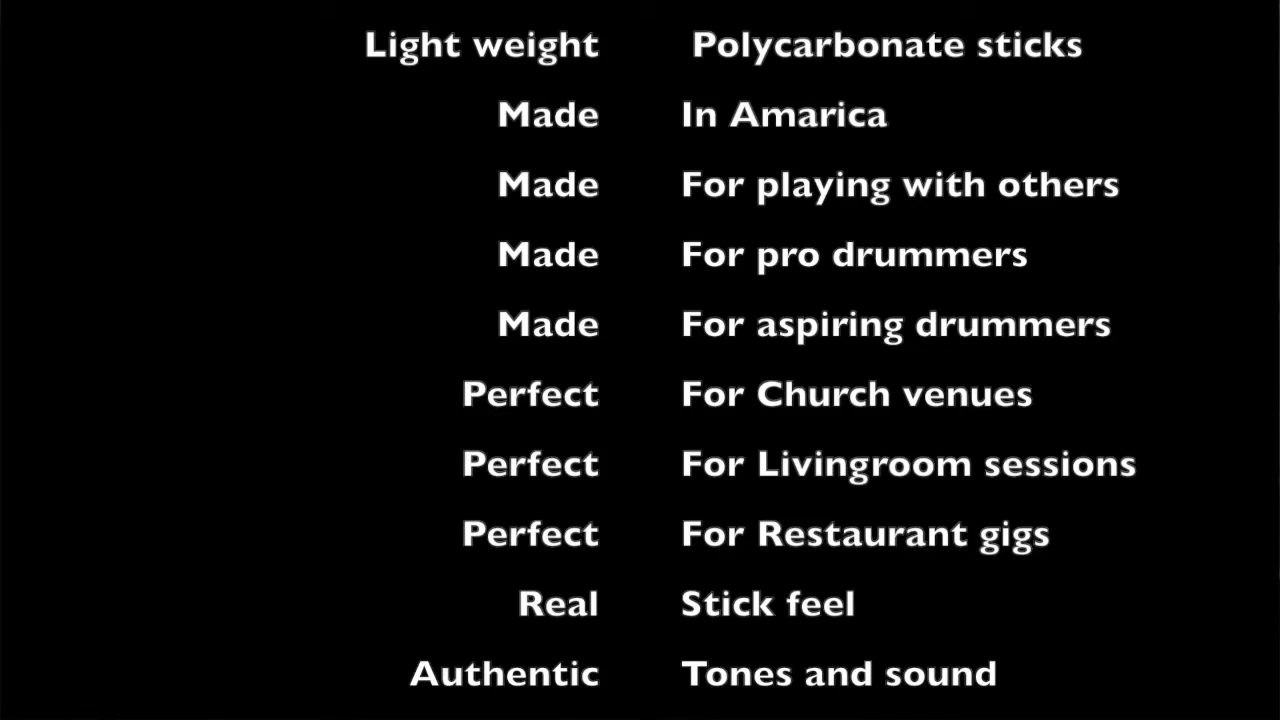 Light weight Polycarbonate sticks
Made In Amarica
Made For playing with others
Made For pro drummers
Made For aspiring drummers
Perfect For Church venues
Perfect For Livingroom sessions
Perfect For Restaurant gigs
Real Stick feel
Authentic Tones and sound